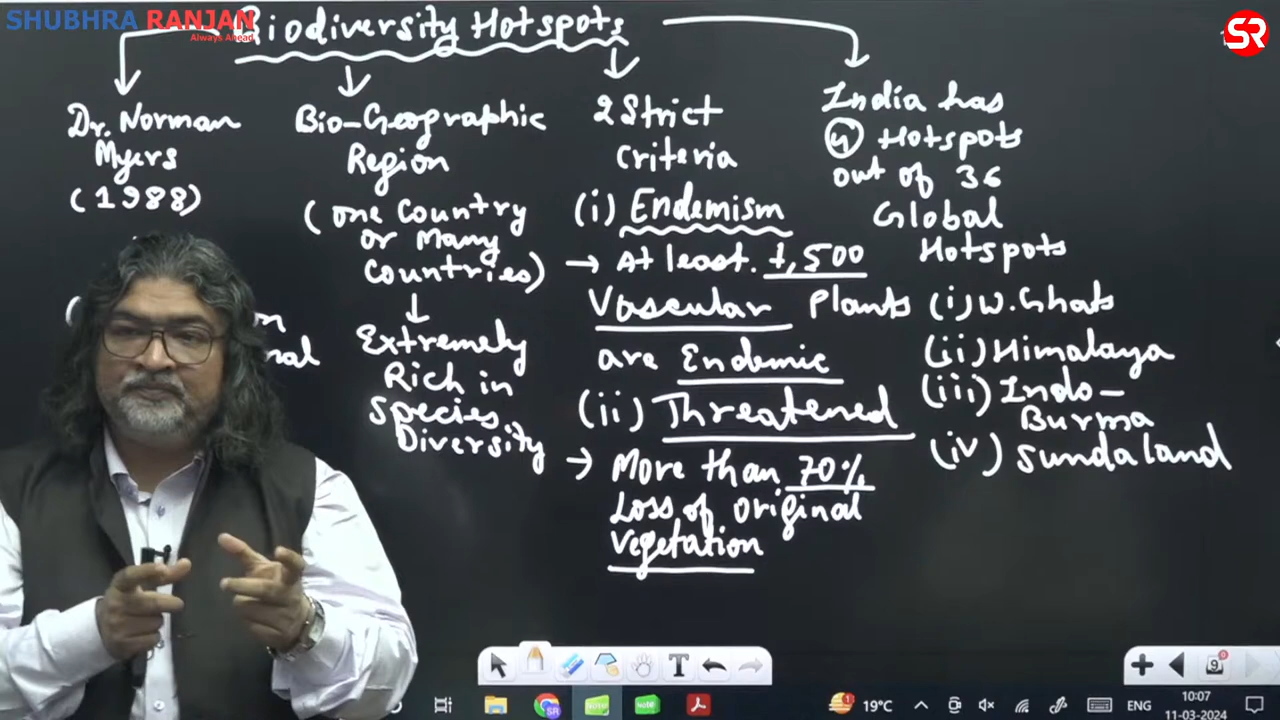 SHUBHRA RANJAN
Always Ahead
SR
Biodiversity Hotspots
Dr. Norman
Myers
(1988)
Bio-Geographic
Region
(one Country
or Many
Countries)
Extremely
Rich in
Species
Diversity
2 Strict
Criteria
(i) Endemism
→ At least 1,500
Vascular Plants
are Endemic
(ii) Threatened
→ More than 70%
Loss of original
vegetation
India has
4 Hotspots
out of 36
Global
Hotspots
(i) W. Ghats
(ii) Himalaya
(iii) Indo-
Burma
(iv) Sundaland
T
9
19°C
ENG
10:07
11-03-2024